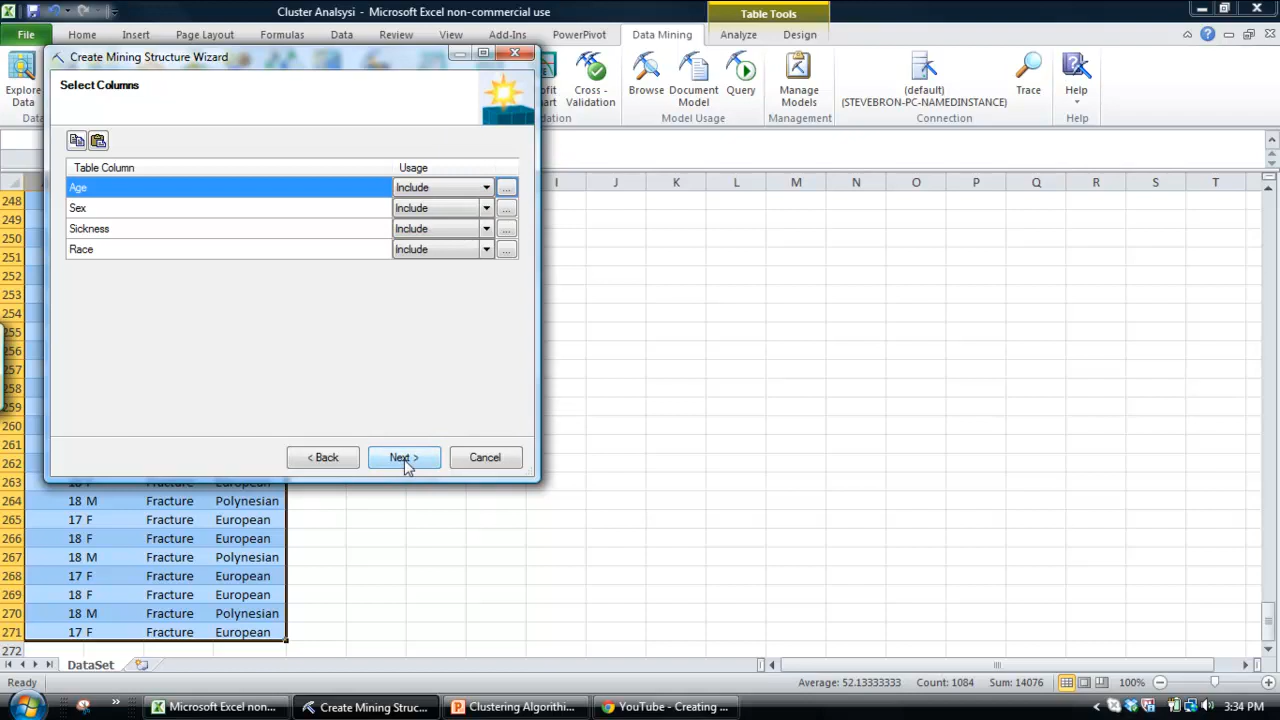 Cluster Analsysi - Microsoft Excel non-commercial use
Table Tools
File Home Insert Page Layout Formulas Data Review View Add-Ins PowerPivot Data Mining Analyze Design
Create Mining Structure Wizard
Select Columns
Explore Data
Cross - Validation
Browse
Document Model
Query
Manage Models
(default)
(STEVEBRON-PC-NAMEDINSTANCE)
Trace
Help
Model Usage
Management
Connection
Help
Table Column Usage
Age Include ...
Sex Include ...
Sickness Include ...
Race Include ...
< Back Next > Cancel
I J K L M N O P Q R S T
248
249
250
251
252
253
254
255
256
257
258
259
260
261
262
263
264 18 M Fracture Polynesian
265 17 F Fracture European
266 18 F Fracture European
267 18 M Fracture Polynesian
268 17 F Fracture European
269 18 F Fracture European
270 18 M Fracture Polynesian
271 17 F Fracture European
272
DataSet
Ready Average: 52.13333333 Count: 1084 Sum: 14076 100%
Microsoft Excel non... Create Mining Struc... Clustering Algorithi... YouTube - Creating ... 3:34 PM